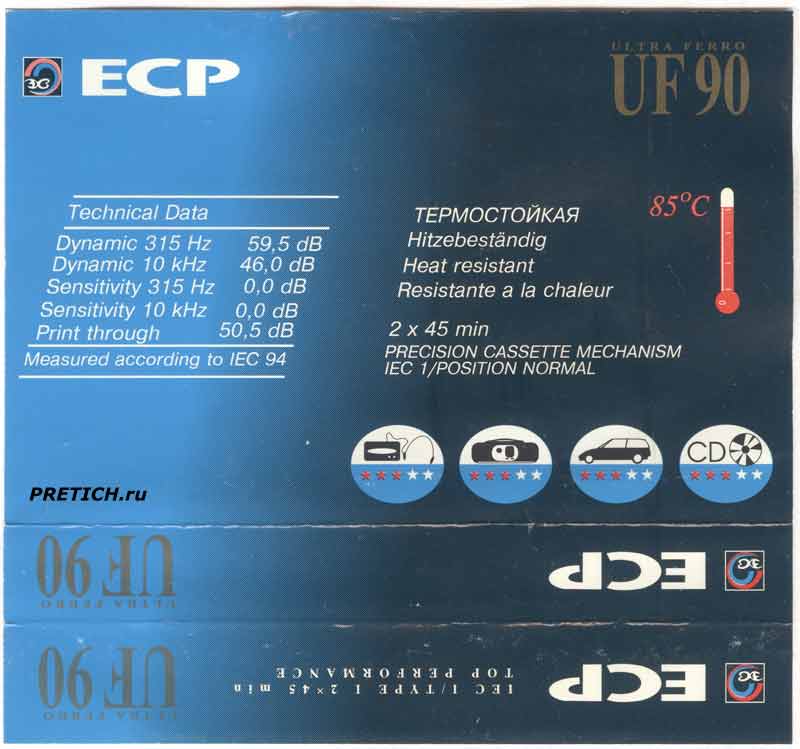 ЭХЗ ECP
ULTRA FERRO
UF 90
Technical Data
Dynamic 315 Hz 59,5 dB
Dynamic 10 kHz 46,0 dB
Sensitivity 315 Hz 0,0 dB
Sensitivity 10 kHz 0,0 dB
Print through 50,5 dB
Measured according to IEC 94
ТЕРМОСТОЙКАЯ
Hitzebeständig
Heat resistant
Resistante a la chaleur
85°C
2 x 45 min
PRECISION CASSETTE MECHANISM
IEC 1/POSITION NORMAL
CD
PRETICH.ru
ECP
UF 90
ULTRA FERRO
ECP
IEC I/TYPE I 2×45 min
TOP PERFORMANCE
UF 90
ULTRA FERRO